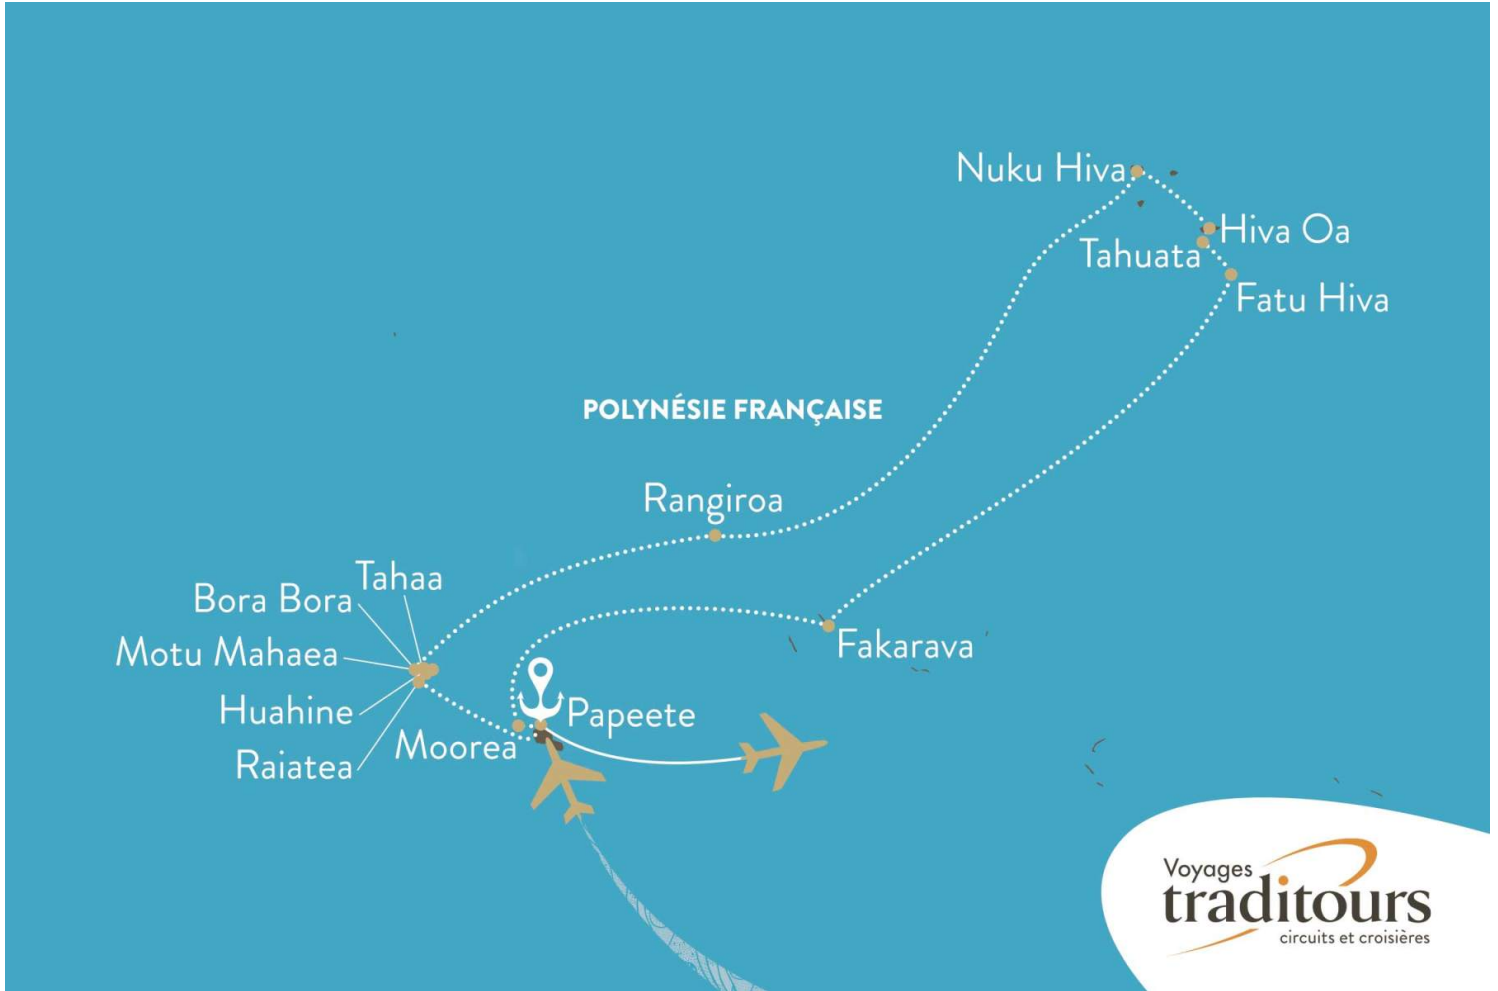 Nuku Hiva
Hiva Oa
Tahuata
Fatu Hiva
POLYNÉSIE FRANÇAISE
Rangiroa
Tahaa
Bora Bora
Motu Mahaea
Fakarava
Huahine
Papeete
Moorea
Raiatea
Voyages
traditours
circuits et croisières